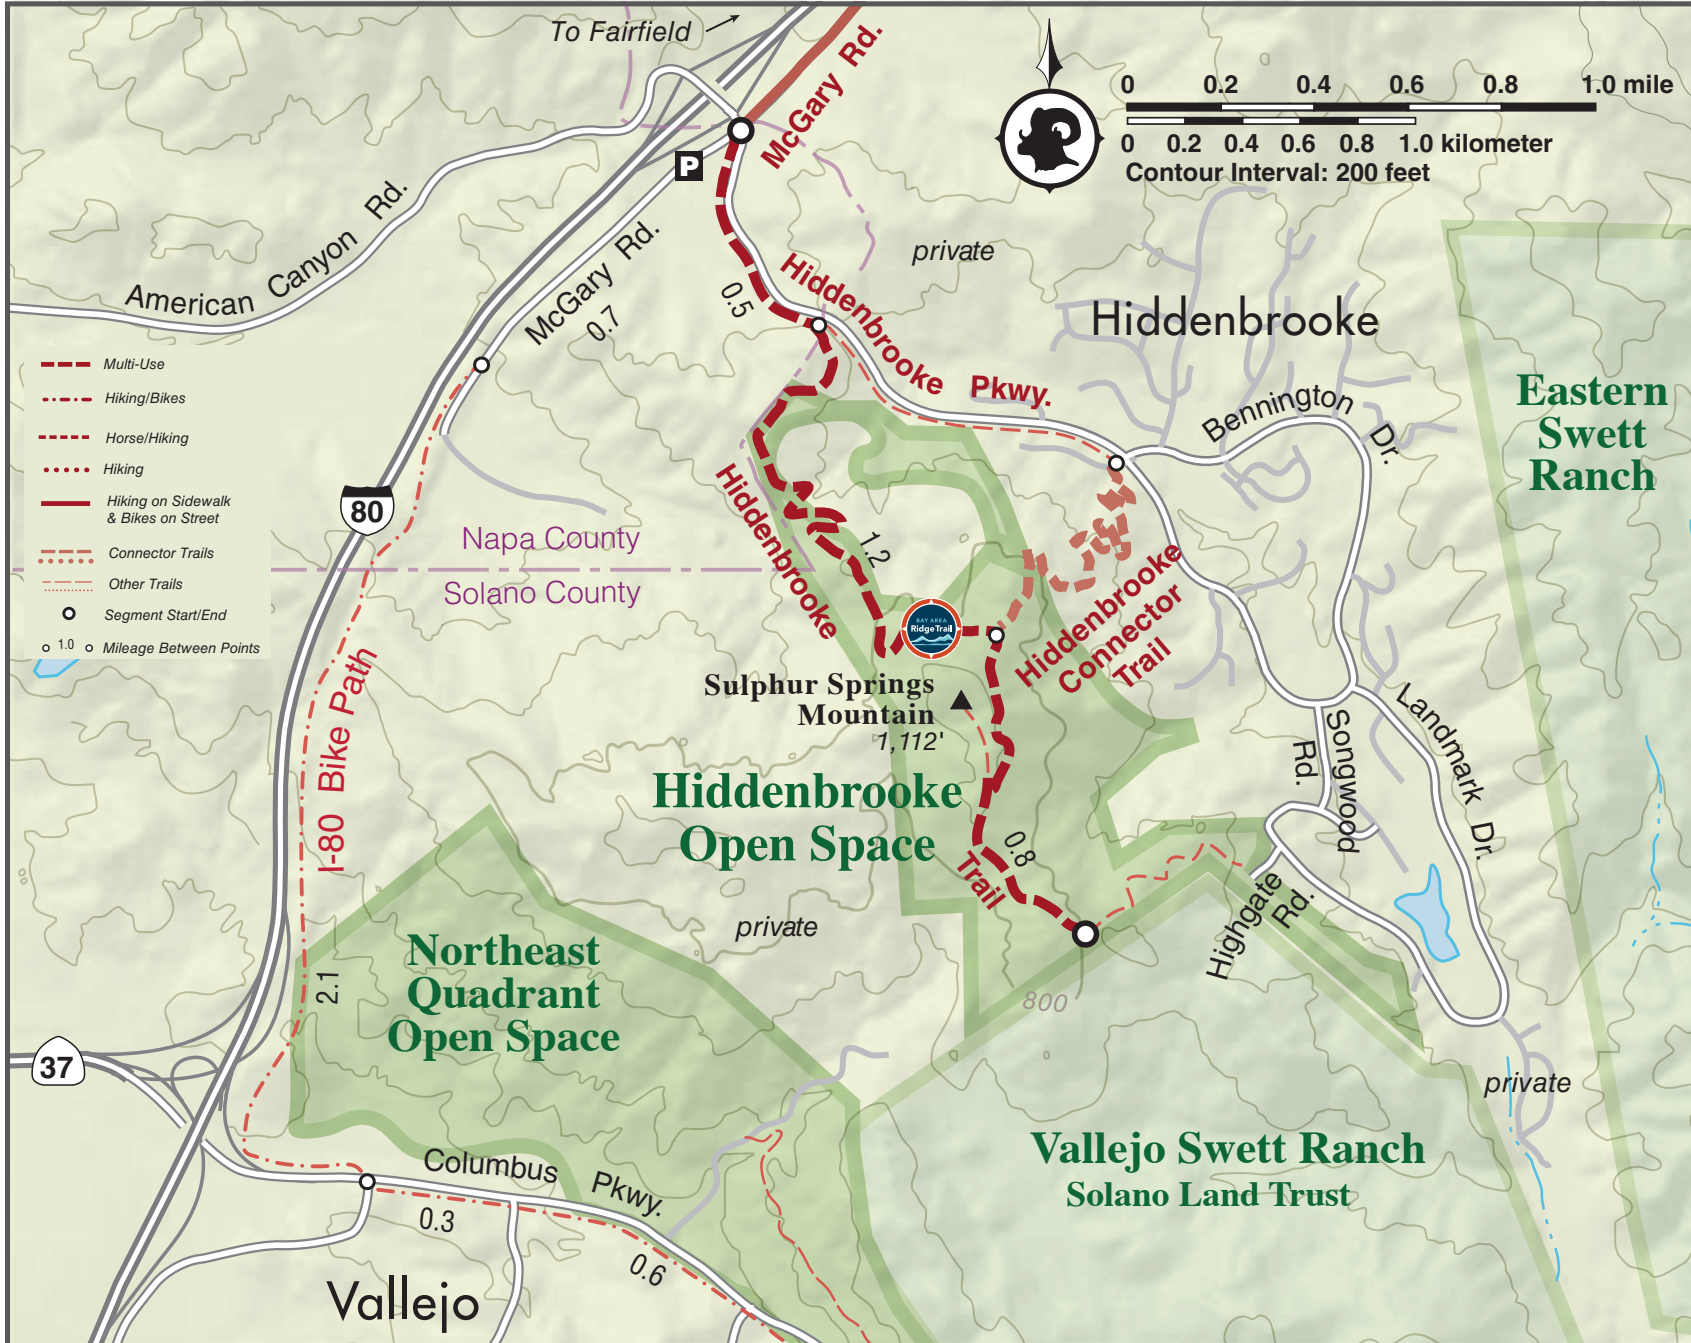 To Fairfield
McGary Rd.
0 0.2 0.4 0.6 0.8 1.0 mile
0 0.2 0.4 0.6 0.8 1.0 kilometer
Contour Interval: 200 feet
P
American Canyon Rd.
McGary Rd.
0.7
0.5
private
Hiddenbrooke Pkwy.
Hiddenbrooke
Bennington Dr.
Eastern
Swett
Ranch
Multi-Use
Hiking/Bikes
Horse/Hiking
Hiking
Hiking on Sidewalk
& Bikes on Street
Connector Trails
Other Trails
Segment Start/End
1.0 Mileage Between Points
80
Napa County
Solano County
Hiddenbrooke
1.2
BAY AREA
Ridge Trail
Hiddenbrooke
Connector
Trail
Sulphur Springs
Mountain
1,112'
I-80 Bike Path
Hiddenbrooke
Open Space
0.8
Trail
Songwood
Rd.
Landmark Dr.
Highgate
Rd.
private
Northeast
Quadrant
Open Space
2.1
800
37
private
Vallejo Swett Ranch
Solano Land Trust
Columbus Pkwy.
0.3
0.6
Vallejo